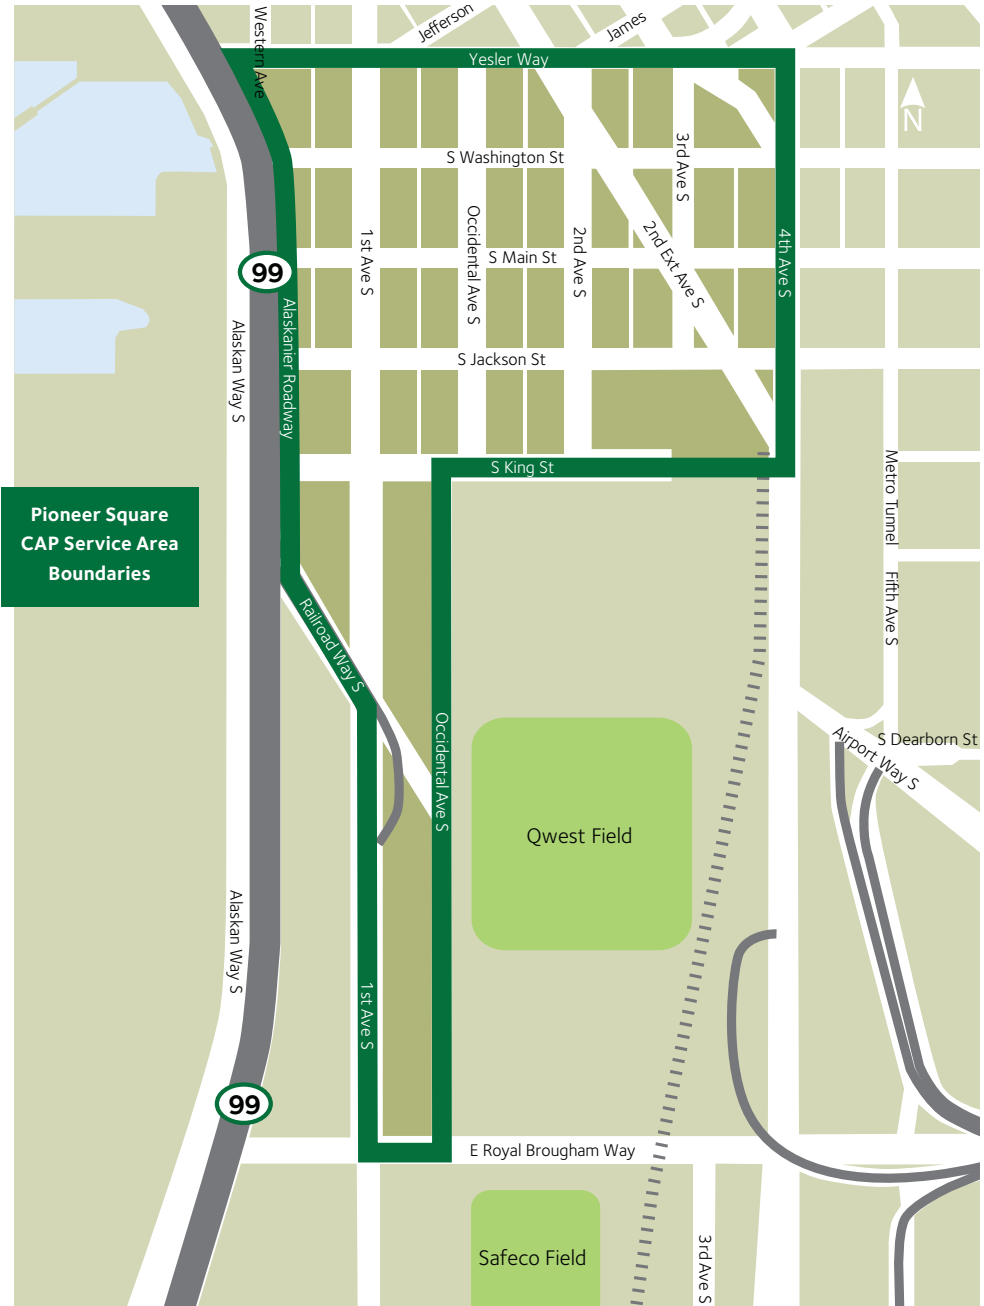 Jefferson
James
Western Ave
Yesler Way
N
S Washington St
3rd Ave S
1st Ave S
Occidental Ave S
2nd Ave S
2nd Ext Ave S
4th Ave S
S Main St
99
Alaskan Way S
Alaskanier Roadway
S Jackson St
S King St
Metro Tunnel
Fifth Ave S
Pioneer Square
CAP Service Area
Boundaries
Railroad Way S
Occidental Ave S
S Dearborn St
Airport Way S
Qwest Field
Alaskan Way S
1st Ave S
99
E Royal Brougham Way
Safeco Field
3rd Ave S